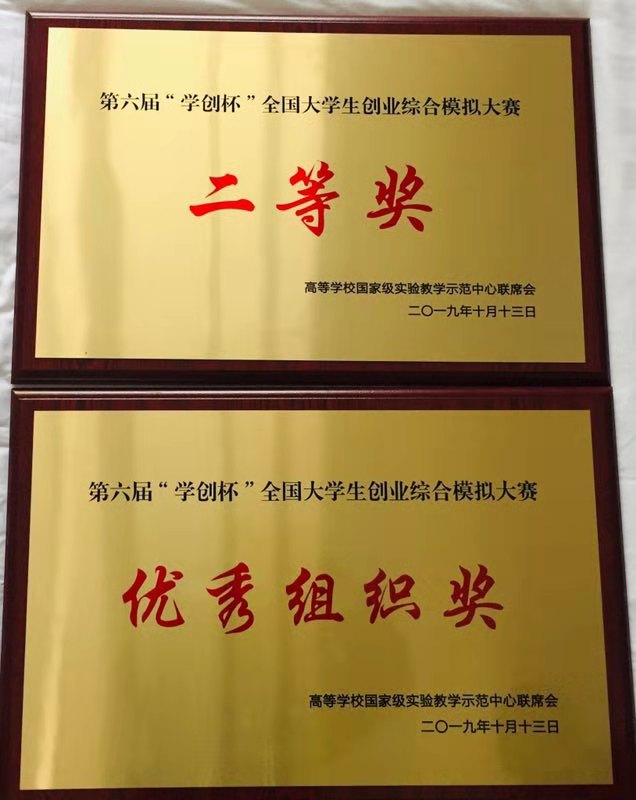 第六届“学创杯”全国大学生创业综合模拟大赛
二等奖
高等学校国家级实验教学示范中心联席会
二〇一九年十月十三日
第六届“学创杯”全国大学生创业综合模拟大赛
优秀组织奖
高等学校国家级实验教学示范中心联席会
二〇一九年十月十三日